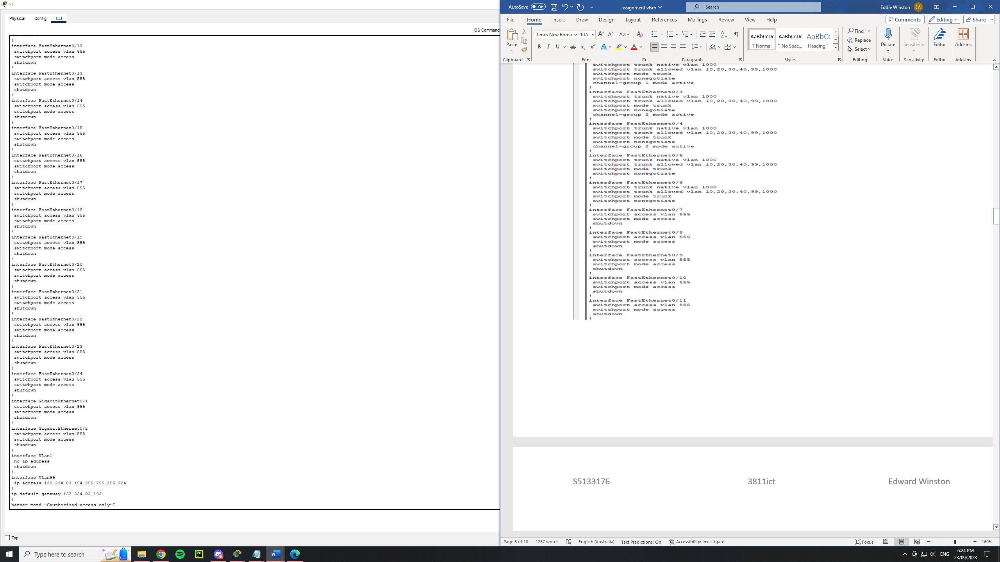 S1
Physical Config CLI
IOS Command
shutdown
!
interface FastEthernet0/12
switchport access vlan 555
switchport mode access
shutdown
!
interface FastEthernet0/13
switchport access vlan 555
switchport mode access
shutdown
!
interface FastEthernet0/14
switchport access vlan 555
switchport mode access
shutdown
!
interface FastEthernet0/15
switchport access vlan 555
switchport mode access
shutdown
!
interface FastEthernet0/16
switchport access vlan 555
switchport mode access
shutdown
!
interface FastEthernet0/17
switchport access vlan 555
switchport mode access
shutdown
!
interface FastEthernet0/18
switchport access vlan 555
switchport mode access
shutdown
!
interface FastEthernet0/19
switchport access vlan 555
switchport mode access
shutdown
!
interface FastEthernet0/20
switchport access vlan 555
switchport mode access
shutdown
!
interface FastEthernet0/21
switchport access vlan 555
switchport mode access
shutdown
!
interface FastEthernet0/22
switchport access vlan 555
switchport mode access
shutdown
!
interface FastEthernet0/23
switchport access vlan 555
switchport mode access
shutdown
!
interface FastEthernet0/24
switchport access vlan 555
switchport mode access
shutdown
!
interface GigabitEthernet0/1
switchport access vlan 555
switchport mode access
shutdown
!
interface GigabitEthernet0/2
switchport access vlan 555
switchport mode access
shutdown
!
interface Vlan1
no ip address
shutdown
!
interface Vlan99
ip address 132.234.83.194 255.255.255.224
!
ip default-gateway 132.234.83.193
!
banner motd ^Cauthorised access only^C
Top
AutoSave Off assignment vlsm Search Eddie Winston EW
File Home Insert Draw Design Layout References Mailings Review View Help Comments Editing Share
Paste Times New Roma 10.5 Aa AaBbCcDc AaBbCcDc AaBbCc Find Replace Select Dictate Sensitivity Editor Add-ins
¶ Normal ¶ No Spac... Heading 1
Clipboard Font Paragraph Styles Editing Voice Sensitivity Editor Add-ins
switchport trunk native vlan 1000
switchport trunk allowed vlan 10,20,30,40,99,1000
switchport mode trunk
switchport nonegotiate
channel-group 1 mode active
!
interface FastEthernet0/3
switchport trunk native vlan 1000
switchport trunk allowed vlan 10,20,30,40,99,1000
switchport mode trunk
switchport nonegotiate
channel-group 2 mode active
!
interface FastEthernet0/4
switchport trunk native vlan 1000
switchport trunk allowed vlan 10,20,30,40,99,1000
switchport mode trunk
switchport nonegotiate
channel-group 2 mode active
!
interface FastEthernet0/5
switchport trunk native vlan 1000
switchport trunk allowed vlan 10,20,30,40,99,1000
switchport mode trunk
switchport nonegotiate
!
interface FastEthernet0/6
switchport trunk native vlan 1000
switchport trunk allowed vlan 10,20,30,40,99,1000
switchport mode trunk
switchport nonegotiate
!
interface FastEthernet0/7
switchport access vlan 555
switchport mode access
shutdown
!
interface FastEthernet0/8
switchport access vlan 555
switchport mode access
shutdown
!
interface FastEthernet0/9
switchport access vlan 555
switchport mode access
shutdown
!
interface FastEthernet0/10
switchport access vlan 555
switchport mode access
shutdown
!
interface FastEthernet0/11
switchport access vlan 555
switchport mode access
shutdown
!
S5133176 3811ict Edward Winston
Page 6 of 18 1287 words English (Australia) Text Predictions: On Accessibility: Investigate Focus 160%
Type here to search ENG 6:24 PM
23/09/2023